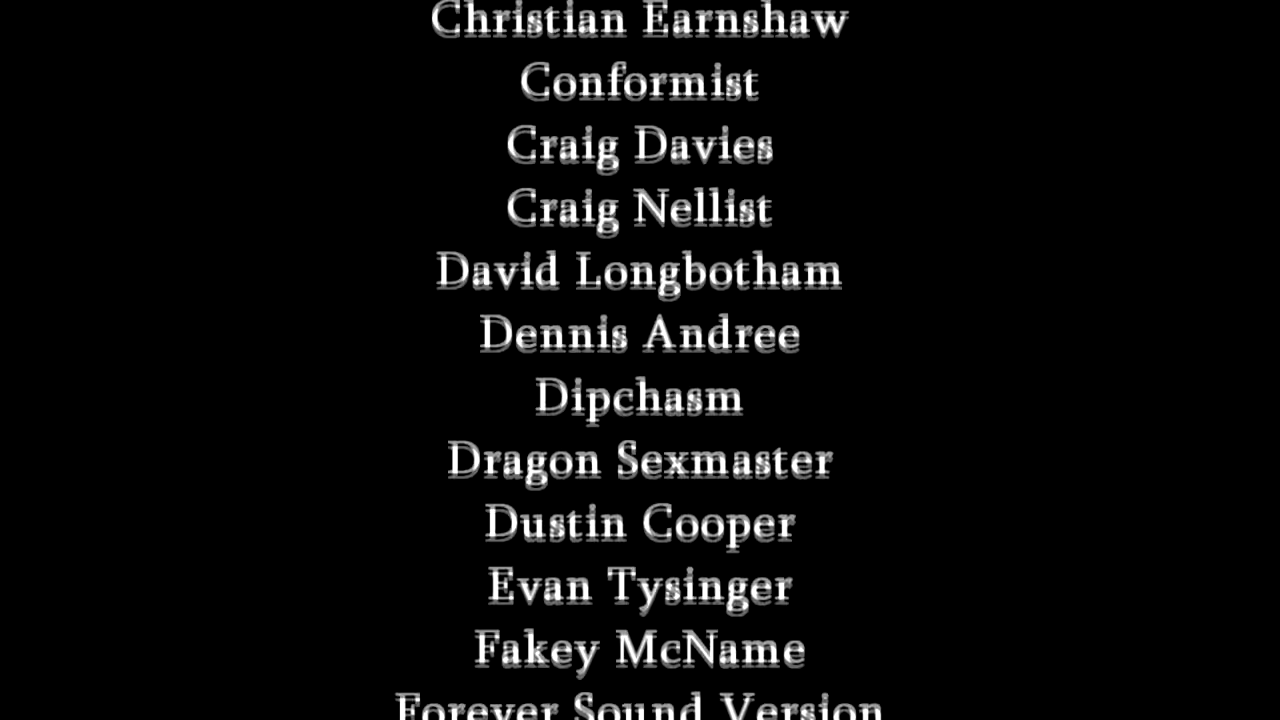 Christian Earnshaw
Conformist
Craig Davies
Craig Nellist
David Longbotham
Dennis Andree
Dipchasm
Dragon Sexmaster
Dustin Cooper
Evan Tysinger
Fakey McName
Forever Sound Version